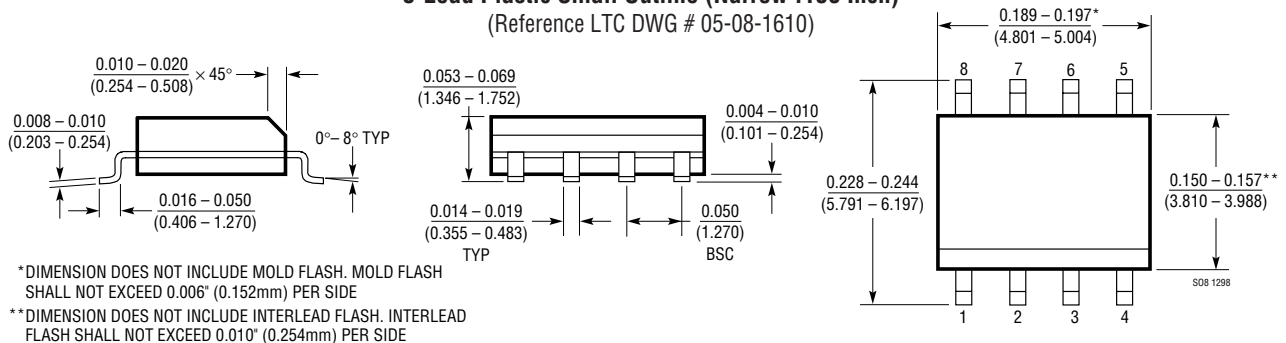 (Reference LTC DWG # 05-08-1610)
0.010 – 0.020
(0.254 – 0.508)
× 45°
0.008 – 0.010
(0.203 – 0.254)
0°– 8° TYP
0.016 – 0.050
(0.406 – 1.270)
0.053 – 0.069
(1.346 – 1.752)
0.004 – 0.010
(0.101 – 0.254)
0.014 – 0.019
(0.355 – 0.483)
TYP
0.050
(1.270)
BSC
0.189 – 0.197*
(4.801 – 5.004)
8 7 6 5
0.228 – 0.244
(5.791 – 6.197)
0.150 – 0.157**
(3.810 – 3.988)
SO8 1298
1 2 3 4
*DIMENSION DOES NOT INCLUDE MOLD FLASH. MOLD FLASH
SHALL NOT EXCEED 0.006" (0.152mm) PER SIDE
**DIMENSION DOES NOT INCLUDE INTERLEAD FLASH. INTERLEAD
FLASH SHALL NOT EXCEED 0.010" (0.254mm) PER SIDE